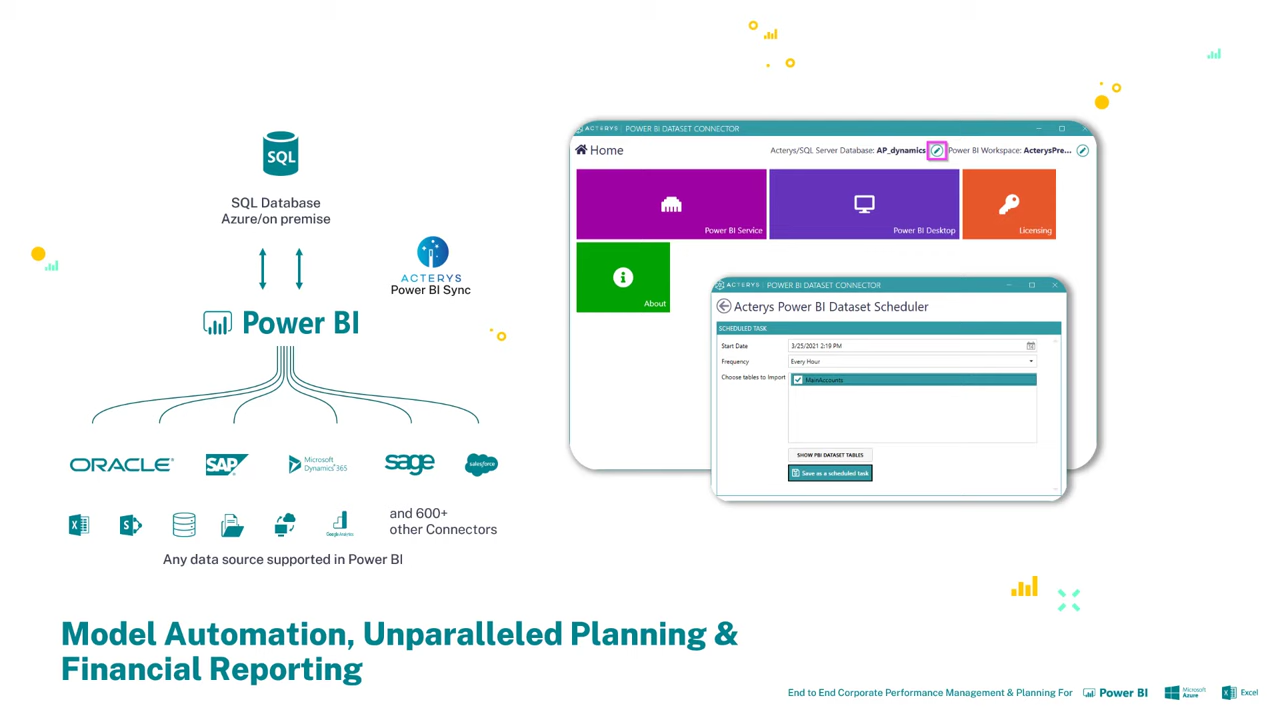 SQL
SQL Database
Azure/on premise
ACTERYS
Power BI Sync
Power BI
ORACLE
SAP
Microsoft
Dynamics 365
sage
salesforce
and 600+
other Connectors
Any data source supported in Power BI
ACTERYS | POWER BI DATASET CONNECTOR
Home
Acterys/SQL Server Database: AP_dynamics
Power BI Workspace: ActerysPre...
Power BI Service
Power BI Desktop
Licensing
About
ACTERYS | POWER BI DATASET CONNECTOR
Acterys Power BI Dataset Scheduler
SCHEDULED TASK
Start Date
3/25/2021 2:19 PM
Frequency
Every Hour
Choose tables to Import
MainAccounts
SHOW PBI DATASET TABLES
Save as a scheduled task
Model Automation, Unparalleled Planning &
Financial Reporting
End to End Corporate Performance Management & Planning For
Power BI
Microsoft
Azure
Excel